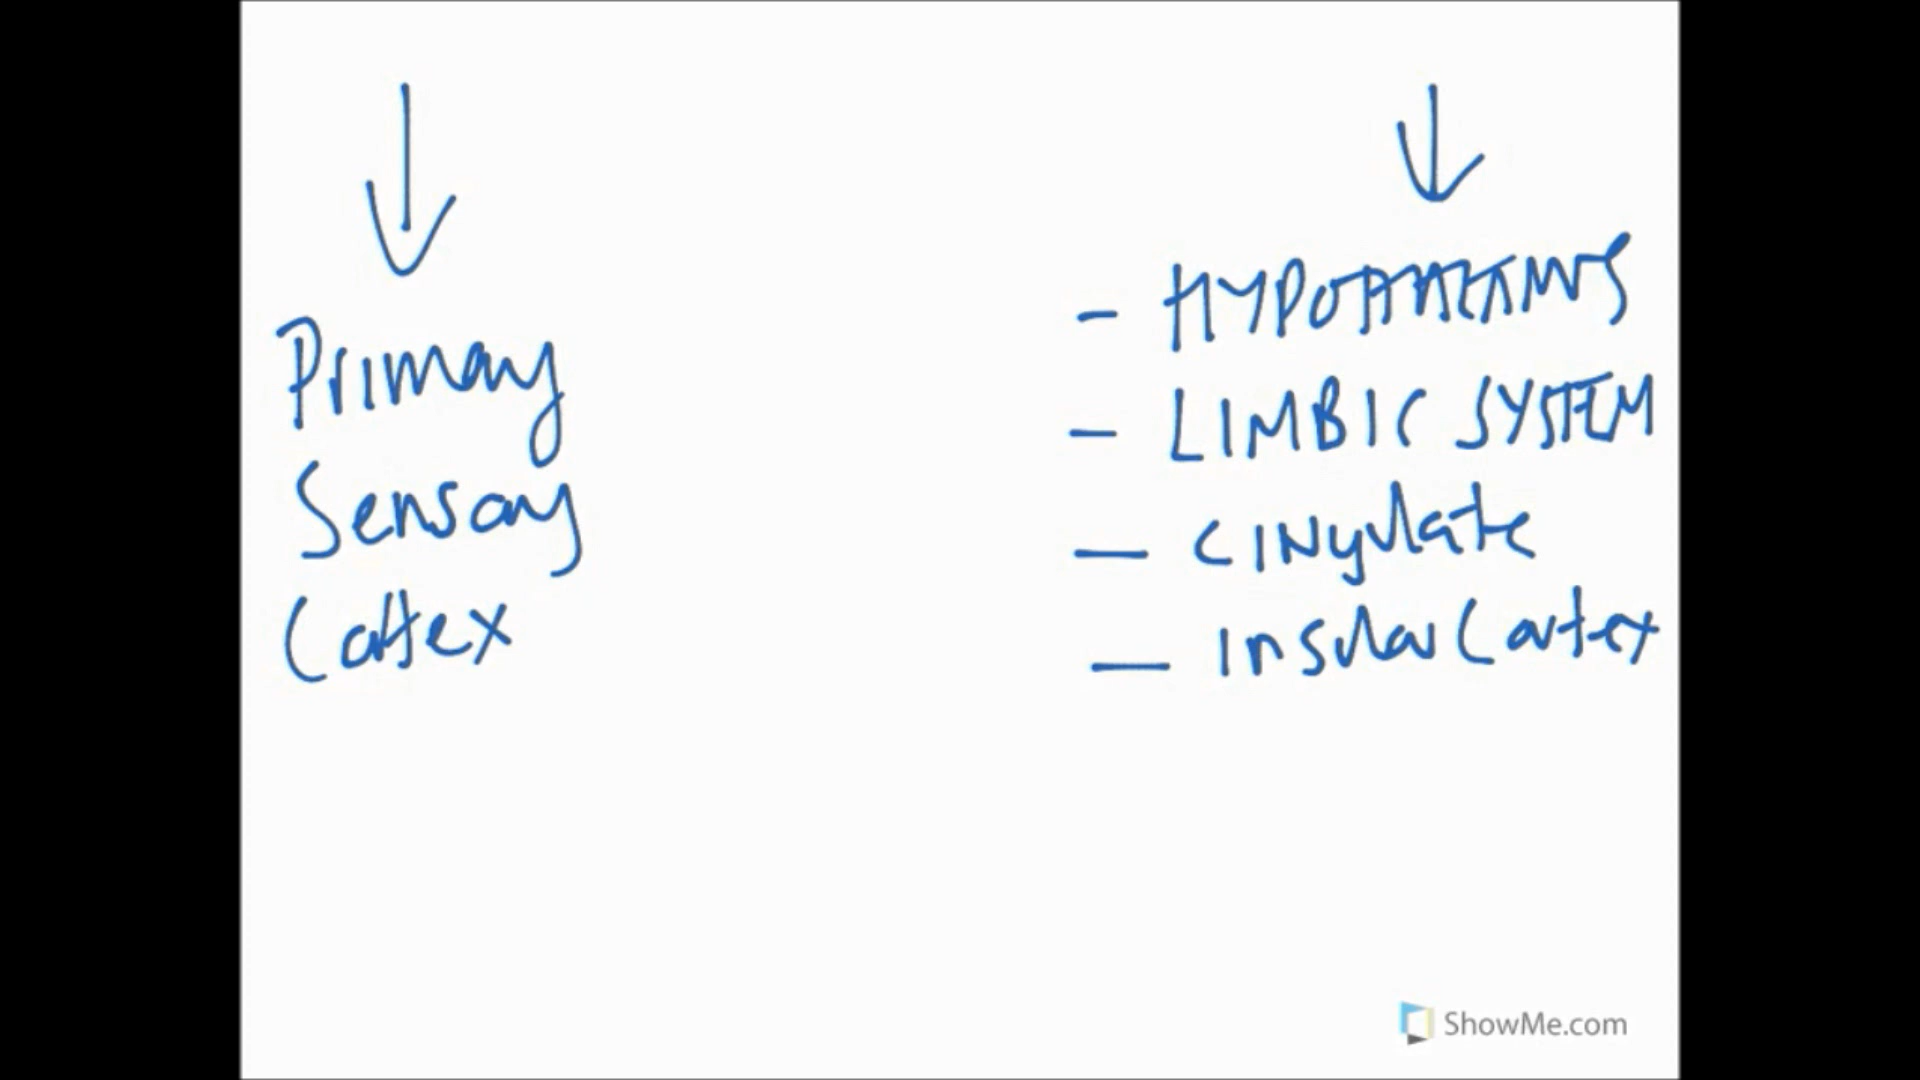 Primary
Sensory
Cortex
- HYPOTHALAMUS
- LIMBIC SYSTEM
- CINgulate
- Insular Cortex
ShowMe.com